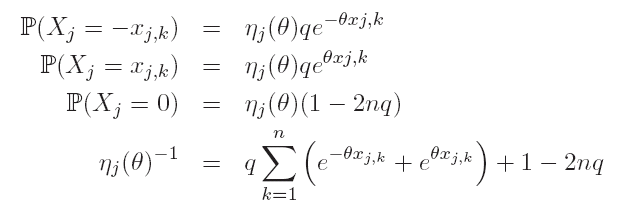 ℙ(X_j = −x_{j,k}) = η_j(θ)qe^{−θxj,k}
ℙ(X_j = x_{j,k}) = η_j(θ)qe^{θxj,k}
ℙ(X_j = 0) = η_j(θ)(1 − 2nq)
η_j(θ)^{−1} = q ∑_{k=1}^{n} (e^{−θx_{j,k}} + e^{θx_{j,k}}) + 1 − 2nq